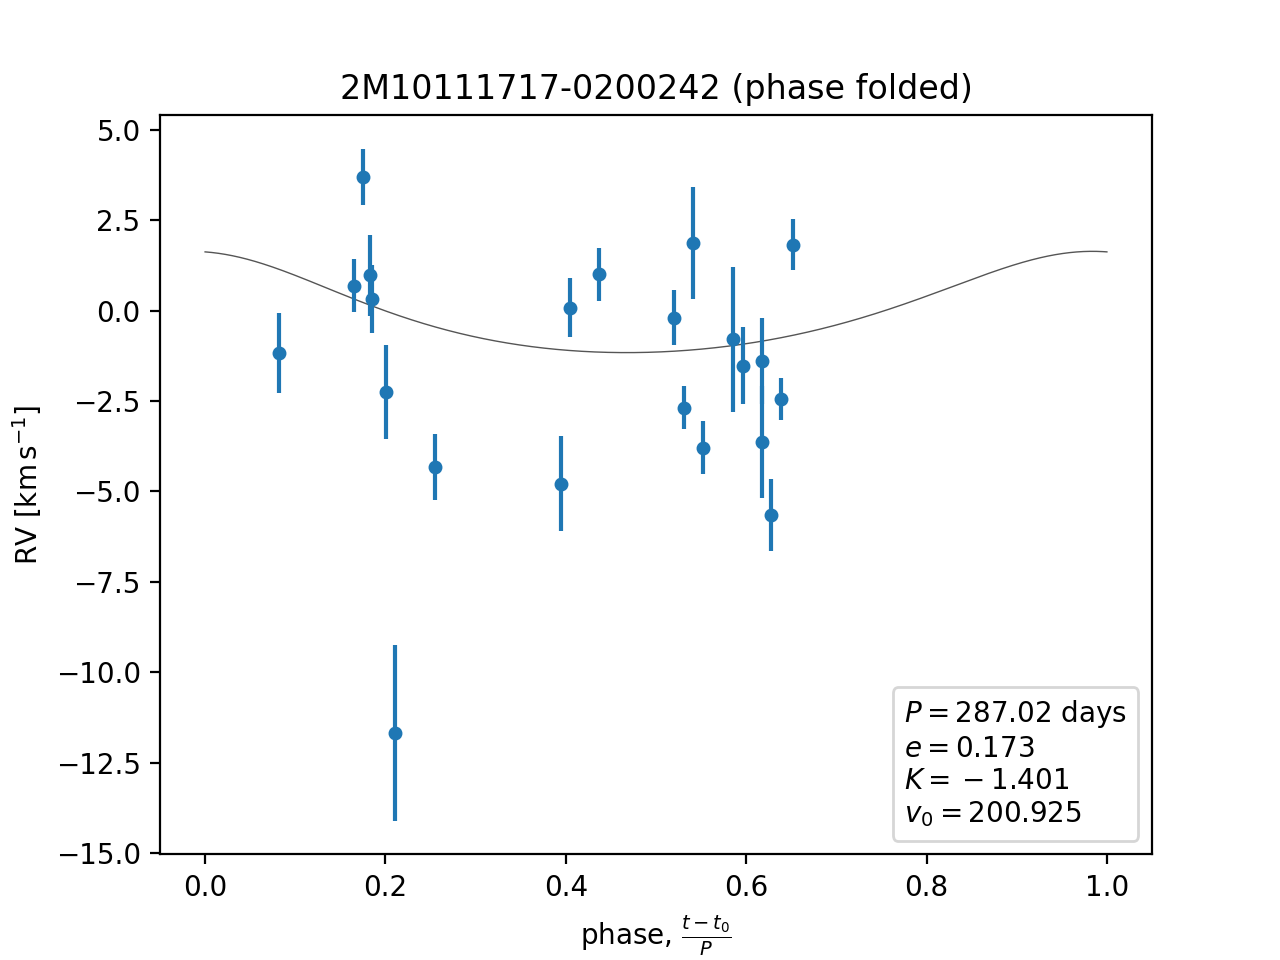 2M10111717-0200242 (phase folded)
5.0
2.5
0.0
−2.5
−5.0
−7.5
−10.0
−12.5
−15.0
RV [km s⁻¹]
P = 287.02 days
e = 0.173
K = −1.401
v₀ = 200.925
0.0 0.2 0.4 0.6 0.8 1.0
phase, (t − t₀)/P